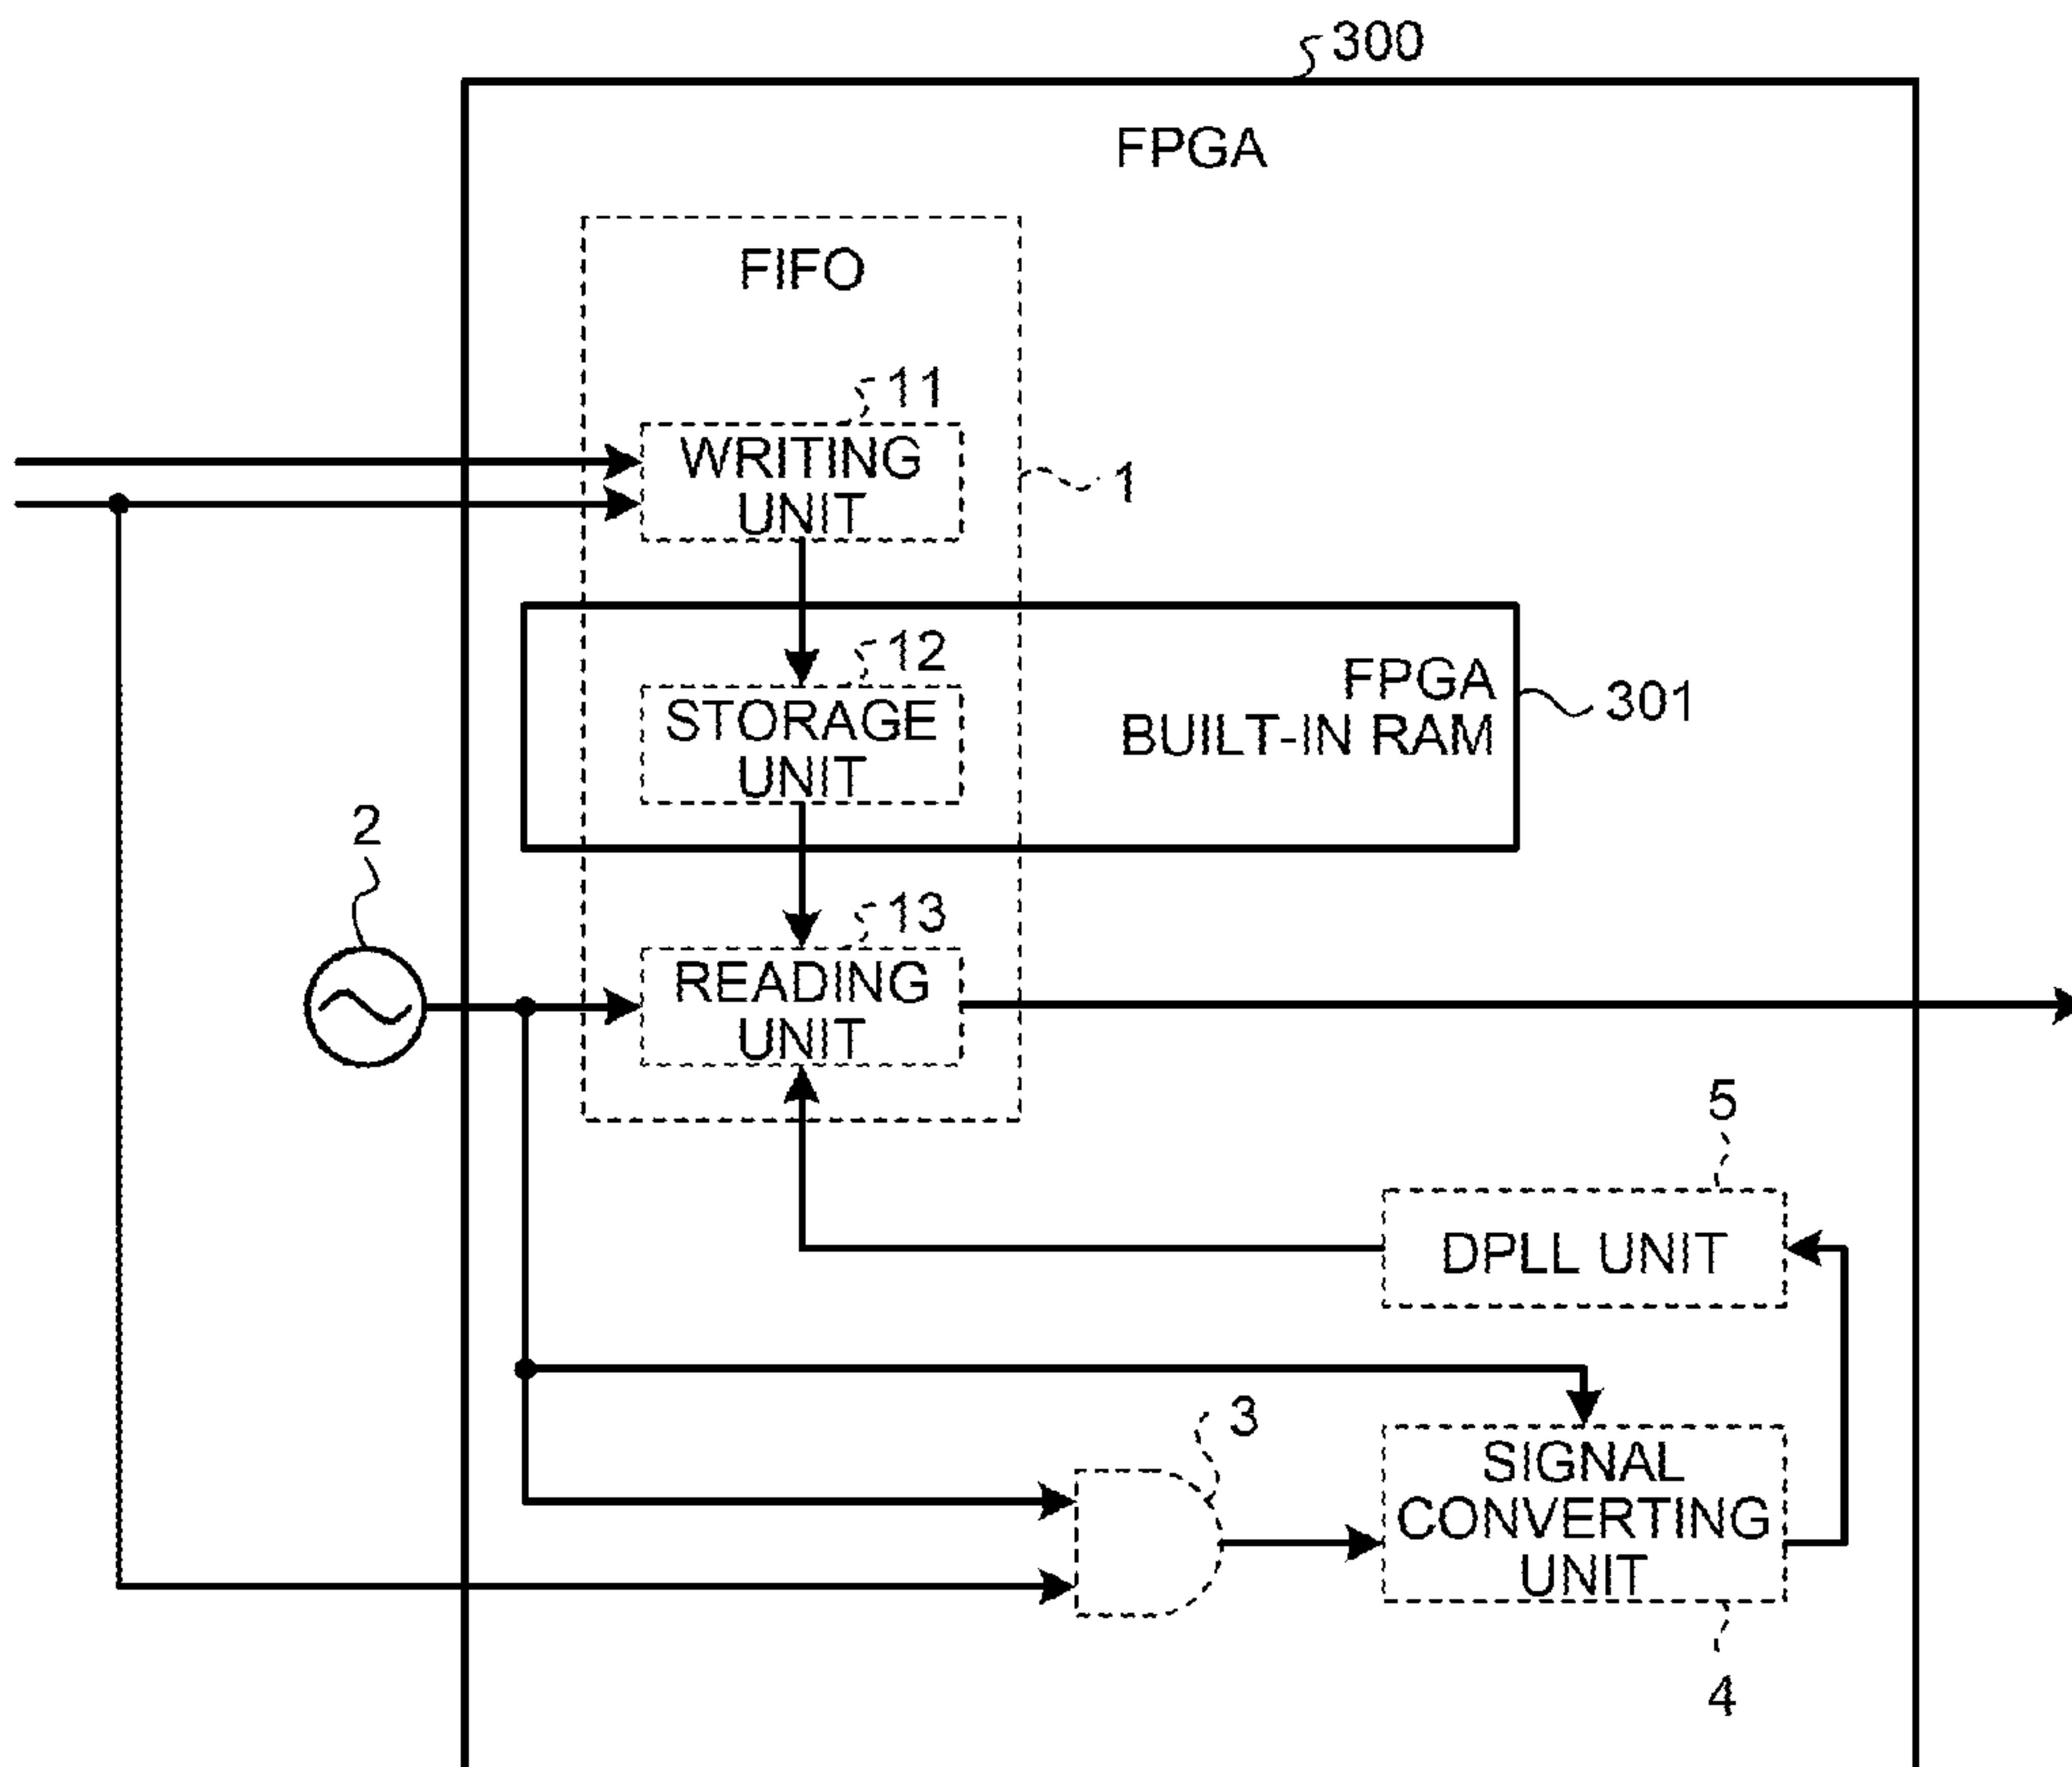 300
FPGA
FIFO
11
WRITING
UNIT
1
12
STORAGE
UNIT
FPGA
BUILT-IN RAM
301
2
13
READING
UNIT
5
DPLL UNIT
3
SIGNAL
CONVERTING
UNIT
4